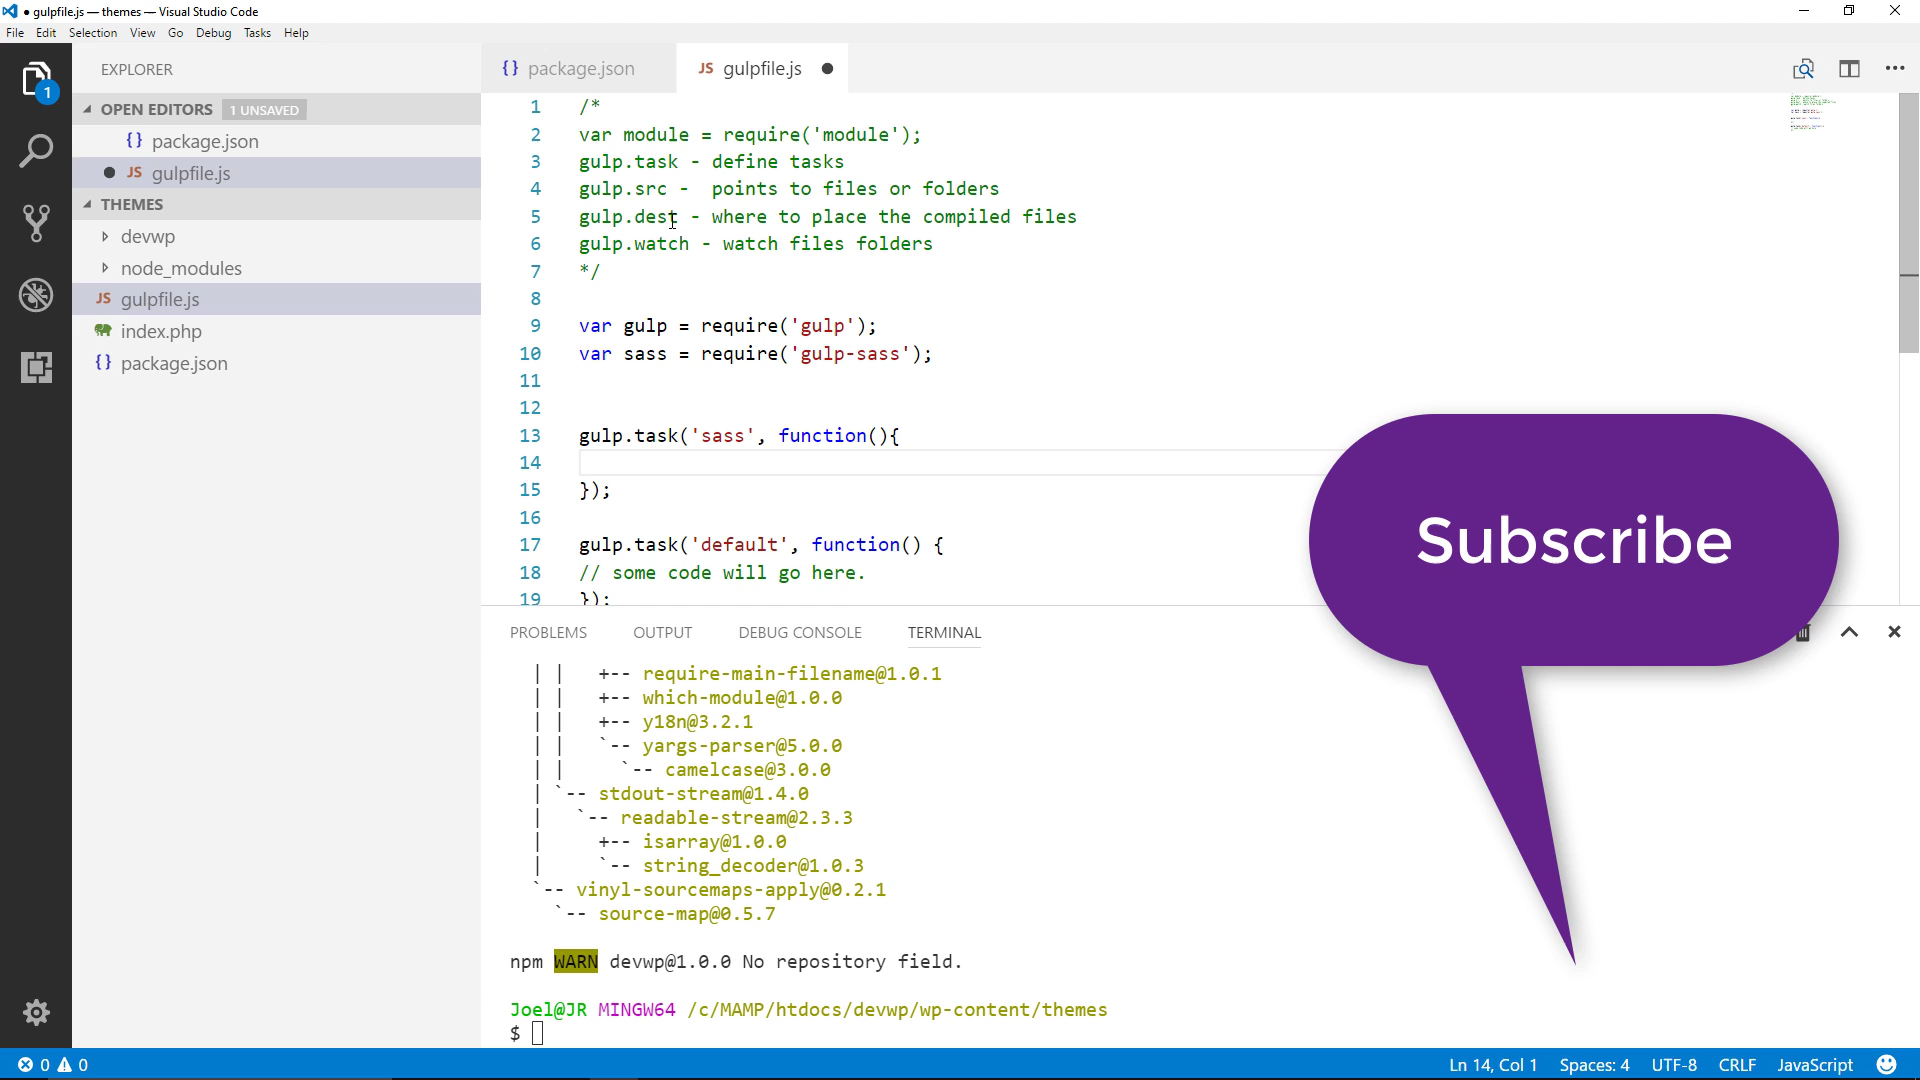 gulpfile.js — themes — Visual Studio Code
File Edit Selection View Go Debug Tasks Help
EXPLORER
OPEN EDITORS 1 UNSAVED
{} package.json
JS gulpfile.js
THEMES
devwp
node_modules
JS gulpfile.js
index.php
{} package.json
1
{} package.json JS gulpfile.js
1 /*
2 var module = require('module');
3 gulp.task - define tasks
4 gulp.src -  points to files or folders
5 gulp.dest - where to place the compiled files
6 gulp.watch - watch files folders
7 */
8
9 var gulp = require('gulp');
10 var sass = require('gulp-sass');
11
12
13 gulp.task('sass', function(){
14
15 });
16
17 gulp.task('default', function() {
18 // some code will go here.
19 });
Subscribe
PROBLEMS OUTPUT DEBUG CONSOLE TERMINAL
| |   +-- require-main-filename@1.0.1
| |   +-- which-module@1.0.0
| |   +-- y18n@3.2.1
| |   `-- yargs-parser@5.0.0
| |     `-- camelcase@3.0.0
| `-- stdout-stream@1.4.0
|   `-- readable-stream@2.3.3
|     +-- isarray@1.0.0
|     `-- string_decoder@1.0.3
`-- vinyl-sourcemaps-apply@0.2.1
  `-- source-map@0.5.7
npm WARN devwp@1.0.0 No repository field.
Joel@JR MINGW64 /c/MAMP/htdocs/devwp/wp-content/themes
$
0 0 Ln 14, Col 1 Spaces: 4 UTF-8 CRLF JavaScript